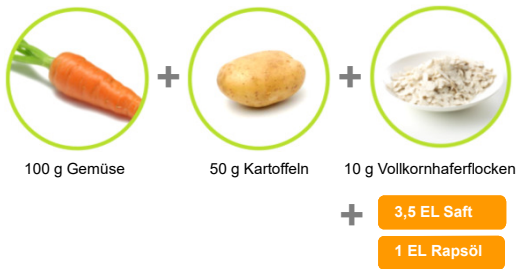 100 g Gemüse
50 g Kartoffeln
10 g Vollkornhaferflocken
3,5 EL Saft
1 EL Rapsöl